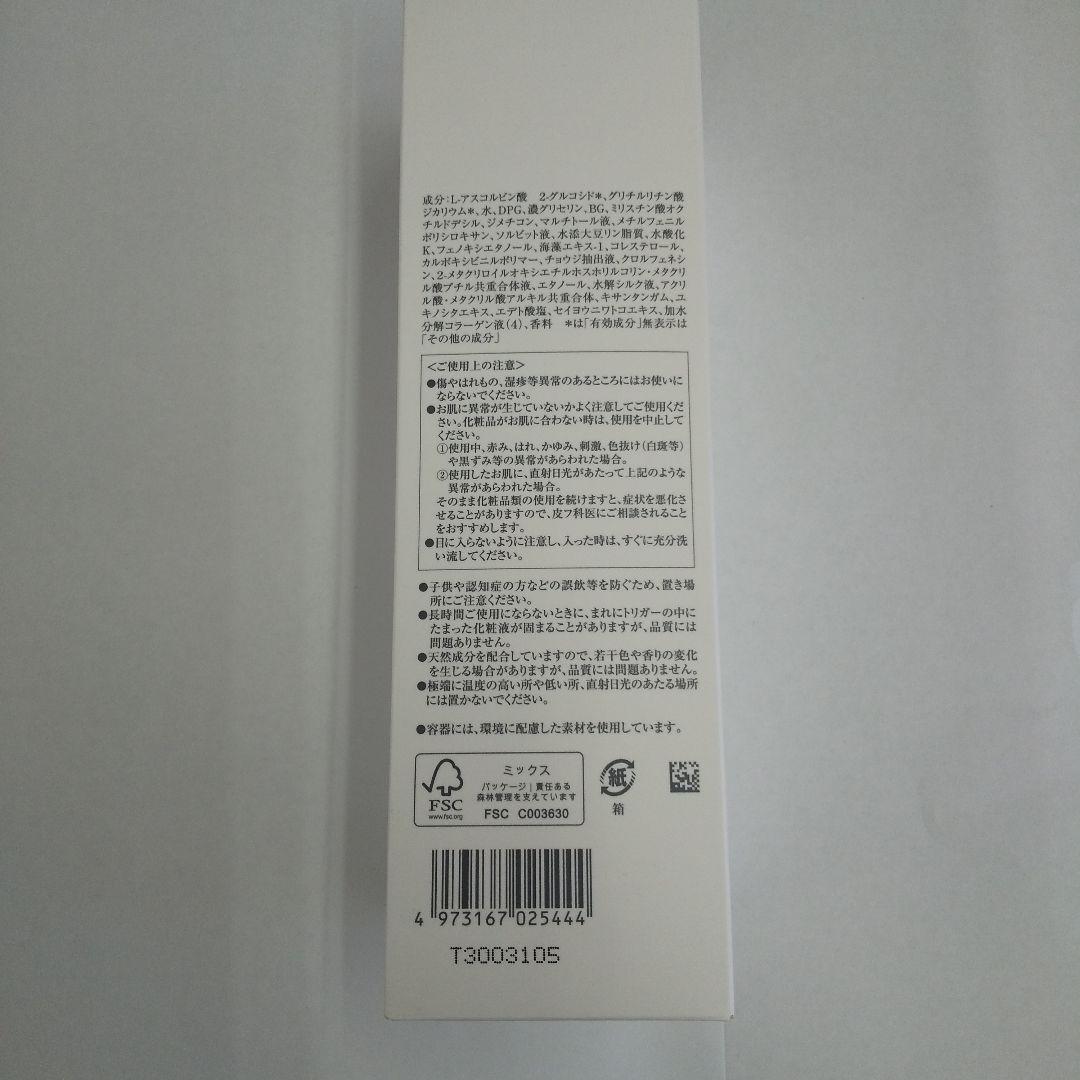 成分:L-アスコルビン酸 2-グルコシド*、グリチルリチン酸
ジカリウム*、水、DPG、濃グリセリン、BG、ミリスチン酸オク
チルドデシル、ジメチコン、マルチトール液、メチルフェニル
ポリシロキサン、ソルビット液、水添大豆リン脂質、水酸化
K、フェノキシエタノール、海藻エキス-1、コレステロール、
カルボキシビニルポリマー、チョウジ抽出液、クロルフェネシ
ン、2-メタクリロイルオキシエチルホスホリルコリン・メタクリ
ル酸ブチル共重合体液、エタノール、水解シルク液、アクリ
ル酸・メタクリル酸アルキル共重合体、キサンタンガム、ユ
キノシタエキス、エデト酸塩、セイヨウニワトコエキス、加水
分解コラーゲン液(4)、香料 *は「有効成分」無表示は
「その他の成分」
<ご使用上の注意>
●傷やはれもの、湿疹等異常のあるところにはお使いに
ならないでください。
●お肌に異常が生じていないかよく注意してご使用くだ
さい。化粧品がお肌に合わない時は、使用を中止して
ください。
①使用中、赤み、はれ、かゆみ、刺激、色抜け(白斑等)
や黒ずみ等の異常があらわれた場合。
②使用したお肌に、直射日光があたって上記のような
異常があらわれた場合。
そのまま化粧品類の使用を続けますと、症状を悪化さ
せることがありますので、皮フ科医にご相談されること
をおすすめします。
●目に入らないように注意し、入った時は、すぐに充分洗
い流してください。
●子供や認知症の方などの誤飲等を防ぐため、置き場
所にご注意ください。
●長時間ご使用にならないときに、まれにトリガーの中に
たまった化粧液が固まることがありますが、品質には
問題ありません。
●天然成分を配合していますので、若干色や香りの変化
を生じる場合がありますが、品質には問題ありません。
●極端に温度の高い所や低い所、直射日光のあたる場所
には置かないでください。
●容器には、環境に配慮した素材を使用しています。
FSC
www.fsc.org
ミックス
パッケージ|責任ある
森林管理を支えています
FSC C003630
紙
箱
4 973167 025444
T3003105